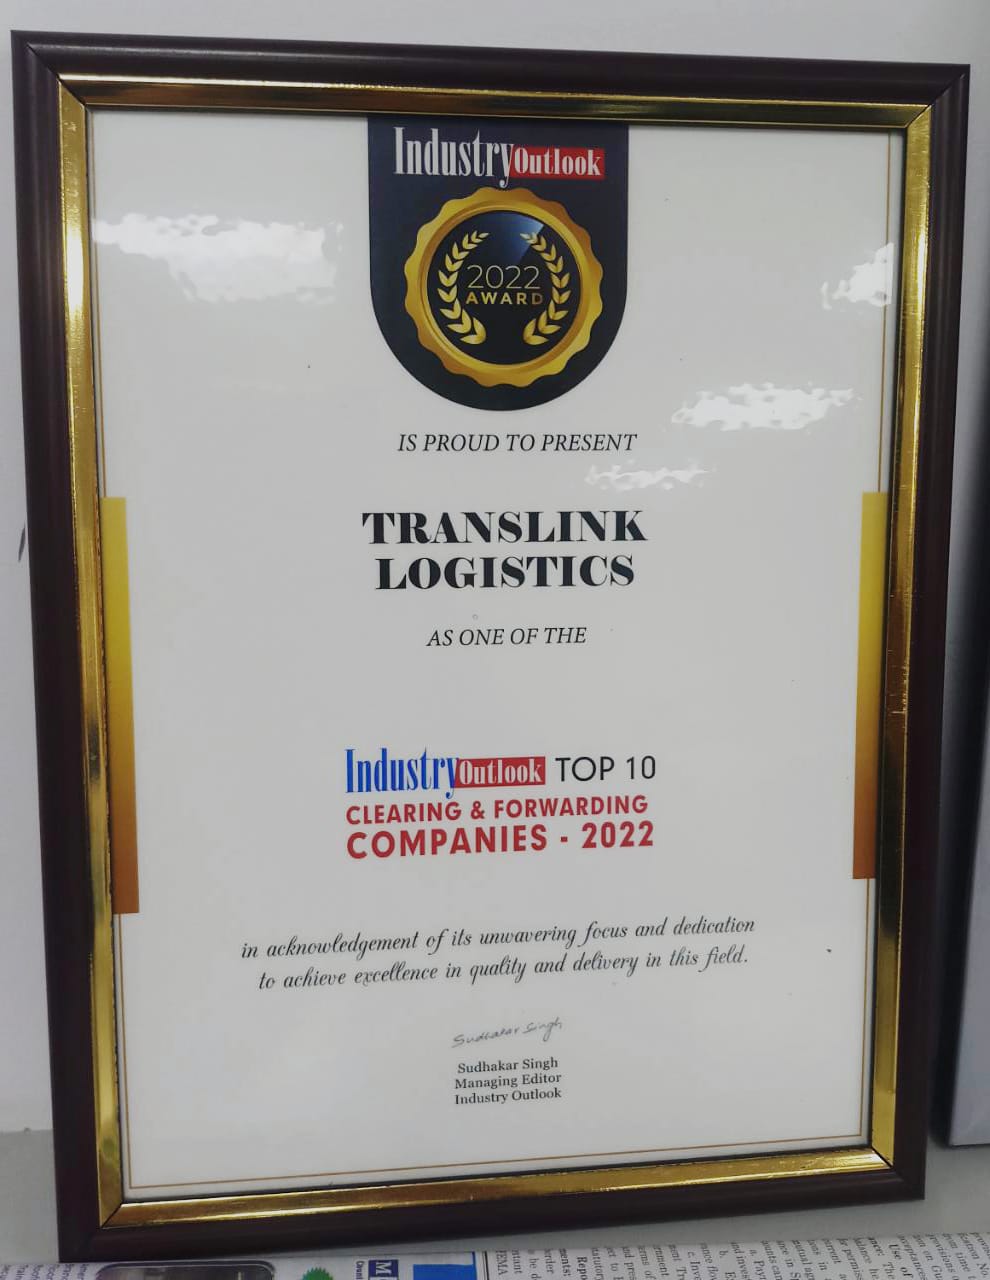 Industry Outlook
2022
AWARD
IS PROUD TO PRESENT
TRANSLINK
LOGISTICS
AS ONE OF THE
Industry Outlook TOP 10
CLEARING & FORWARDING
COMPANIES - 2022
in acknowledgement of its unwavering focus and dedication
to achieve excellence in quality and delivery in this field.
Sudhakar Singh
Sudhakar Singh
Managing Editor
Industry Outlook